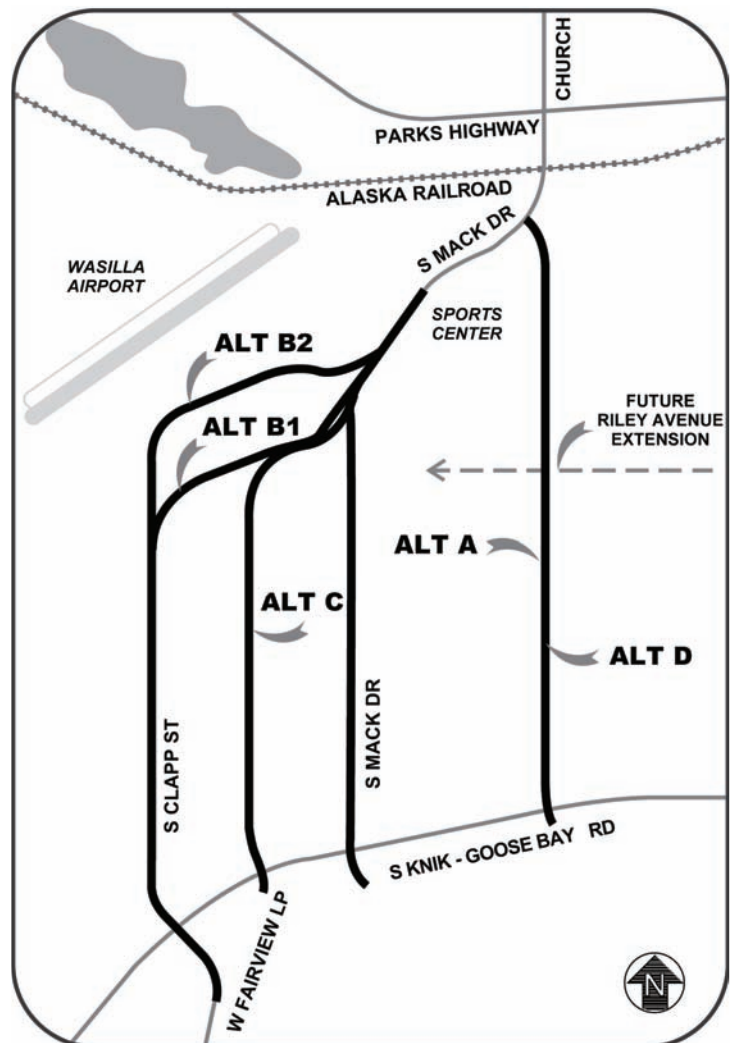 CHURCH
PARKS HIGHWAY
ALASKA RAILROAD
S MACK DR
WASILLA
AIRPORT
SPORTS
CENTER
ALT B2
ALT B1
FUTURE
RILEY AVENUE
EXTENSION
ALT A
ALT C
ALT D
S CLAPP ST
S MACK DR
S KNIK - GOOSE BAY RD
W FAIRVIEW LP
N